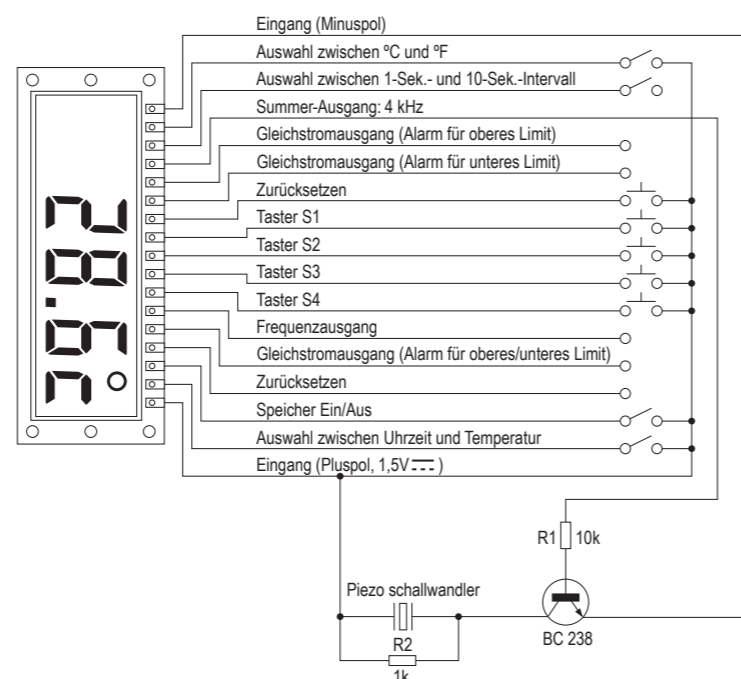 Eingang (Minuspol)
Auswahl zwischen ºC und ºF
Auswahl zwischen 1-Sek.- und 10-Sek.-Intervall
Summer-Ausgang: 4 kHz
Gleichstromausgang (Alarm für oberes Limit)
Gleichstromausgang (Alarm für unteres Limit)
Zurücksetzen
Taster S1
Taster S2
Taster S3
Taster S4
Frequenzausgang
Gleichstromausgang (Alarm für oberes/unteres Limit)
Zurücksetzen
Speicher Ein/Aus
Auswahl zwischen Uhrzeit und Temperatur
Eingang (Pluspol, 1,5V⎓)
R1 10k
Piezo schallwandler
R2
1k
BC 238